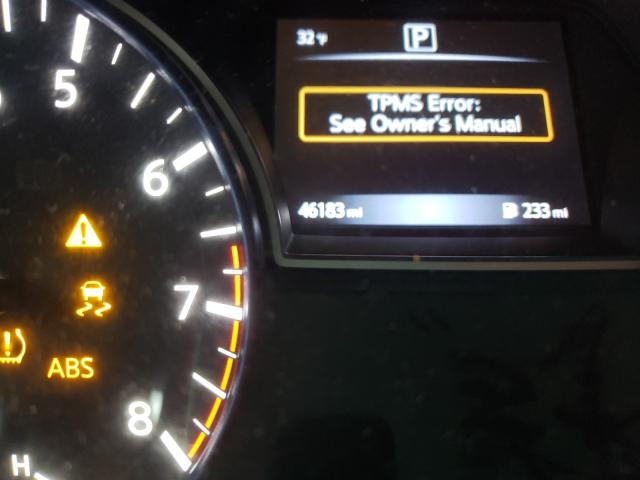 32°F
P
TPMS Error:
See Owner's Manual
46183 mi
233 mi
5
6
7
8
ABS
H